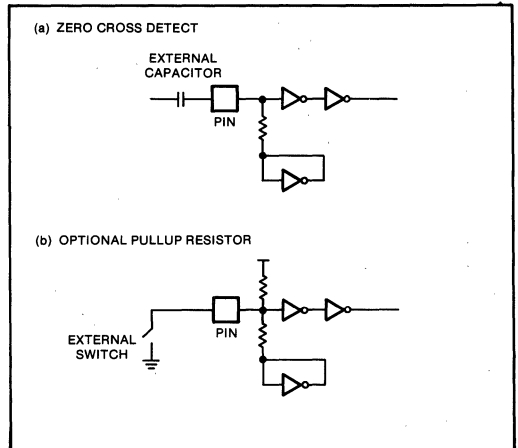 (a) ZERO CROSS DETECT
EXTERNAL
CAPACITOR
PIN
(b) OPTIONAL PULLUP RESISTOR
PIN
EXTERNAL
SWITCH